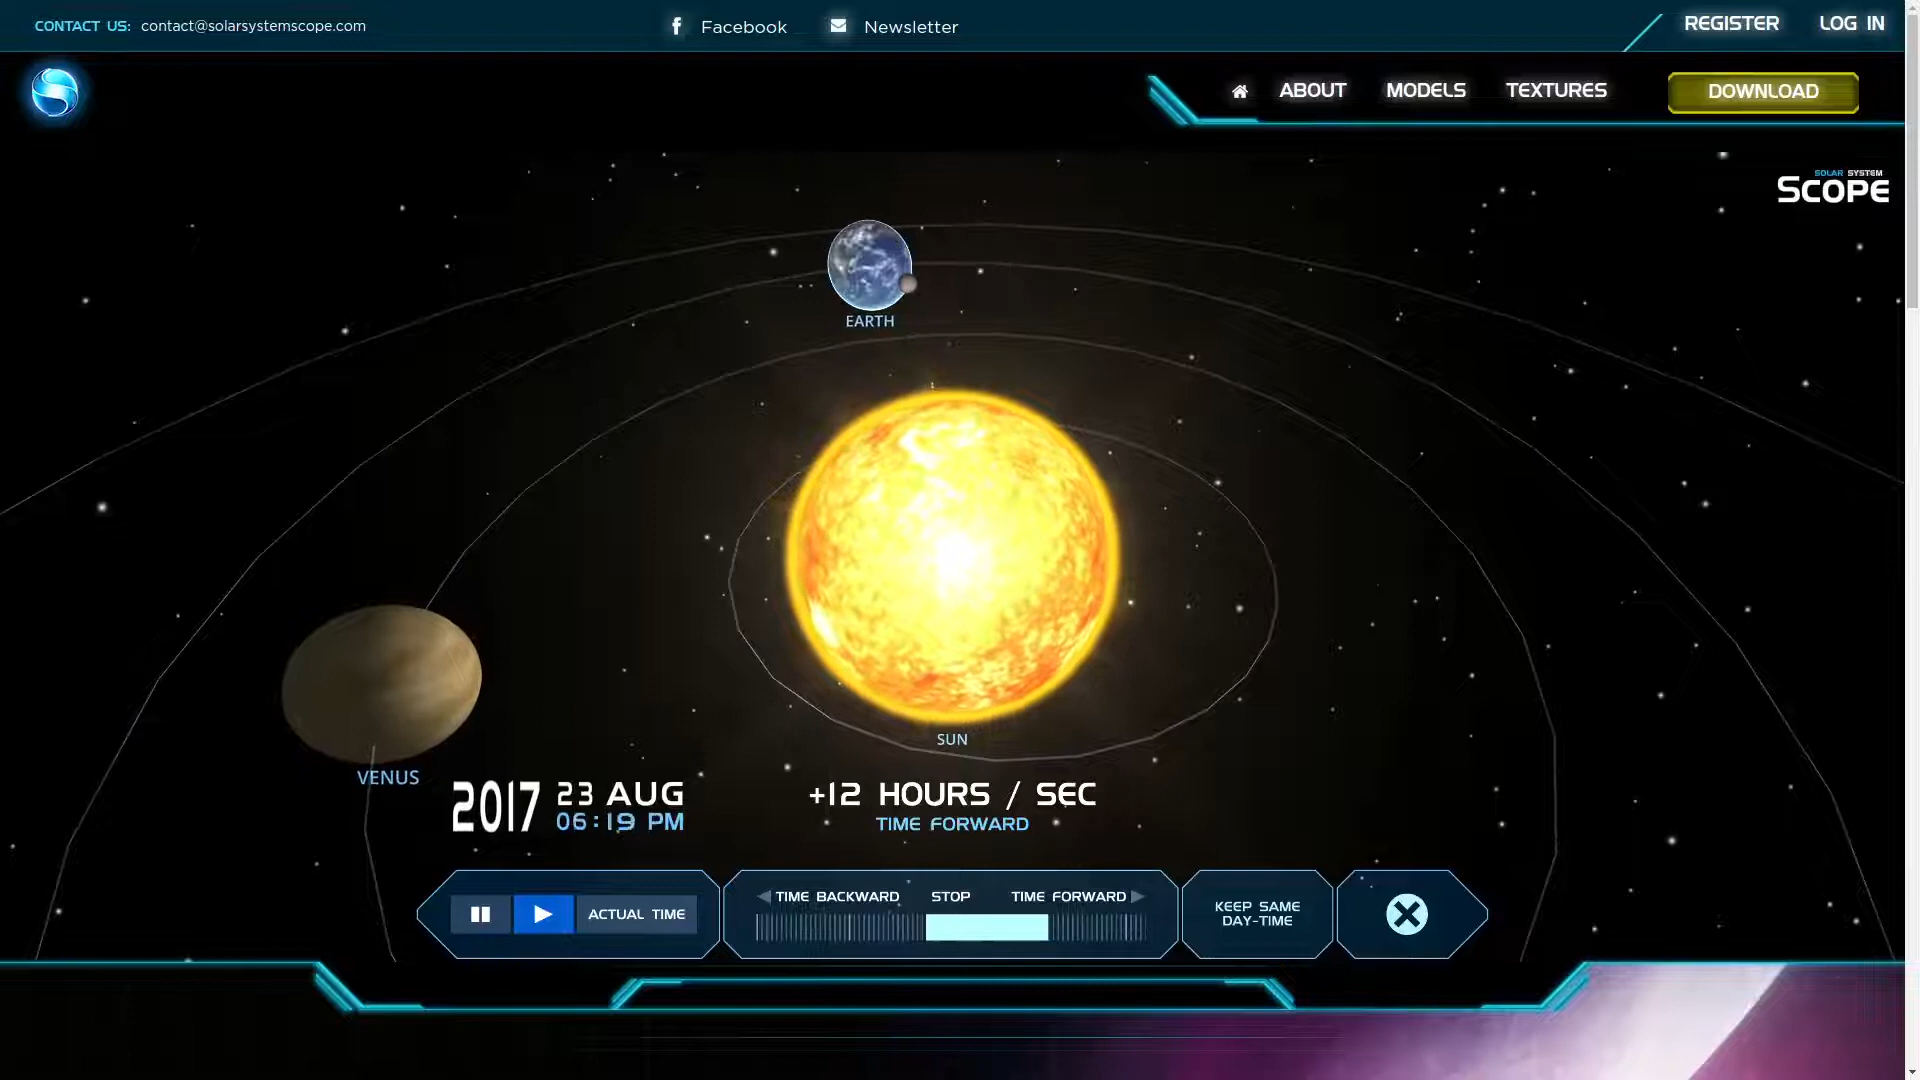 CONTACT US: contact@solarsystemscope.com
Facebook
Newsletter
REGISTER
LOG IN
ABOUT
MODELS
TEXTURES
DOWNLOAD
SOLAR SYSTEM
SCOPE
EARTH
SUN
VENUS
2017
23 AUG
06:19 PM
+12 HOURS / SEC
TIME FORWARD
ACTUAL TIME
TIME BACKWARD
STOP
TIME FORWARD
KEEP SAME
DAY-TIME